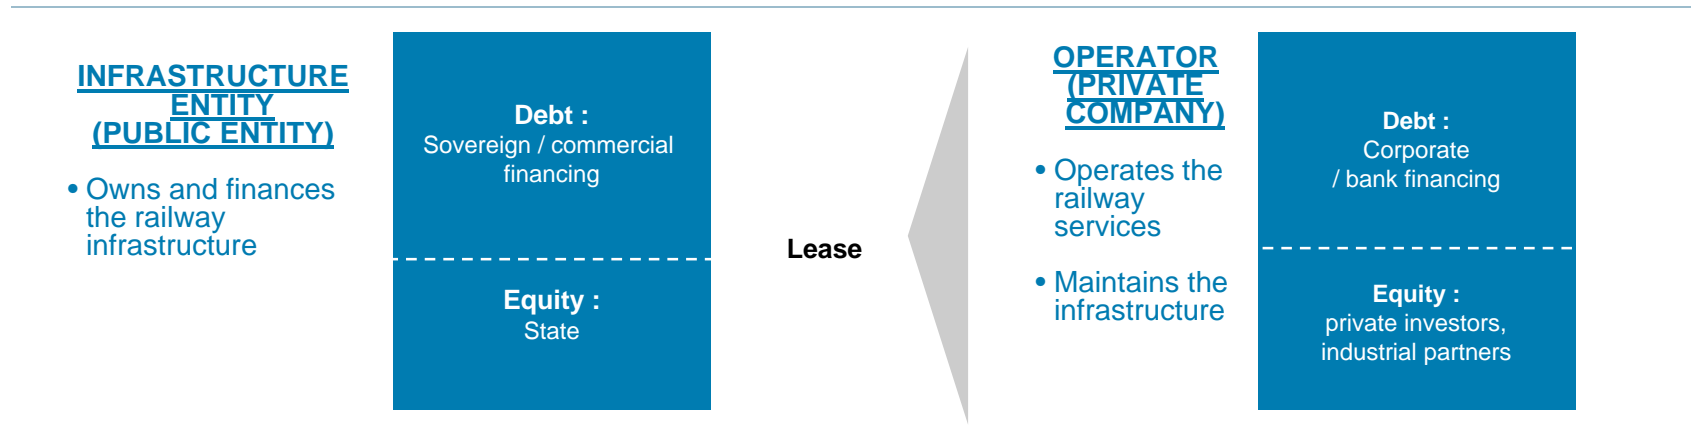 INFRASTRUCTURE
ENTITY
(PUBLIC ENTITY)
• Owns and finances
the railway
infrastructure
Debt :
Sovereign / commercial
financing
Equity :
State
Lease
OPERATOR
(PRIVATE
COMPANY)
• Operates the
railway
services
• Maintains the
infrastructure
Debt :
Corporate
/ bank financing
Equity :
private investors,
industrial partners